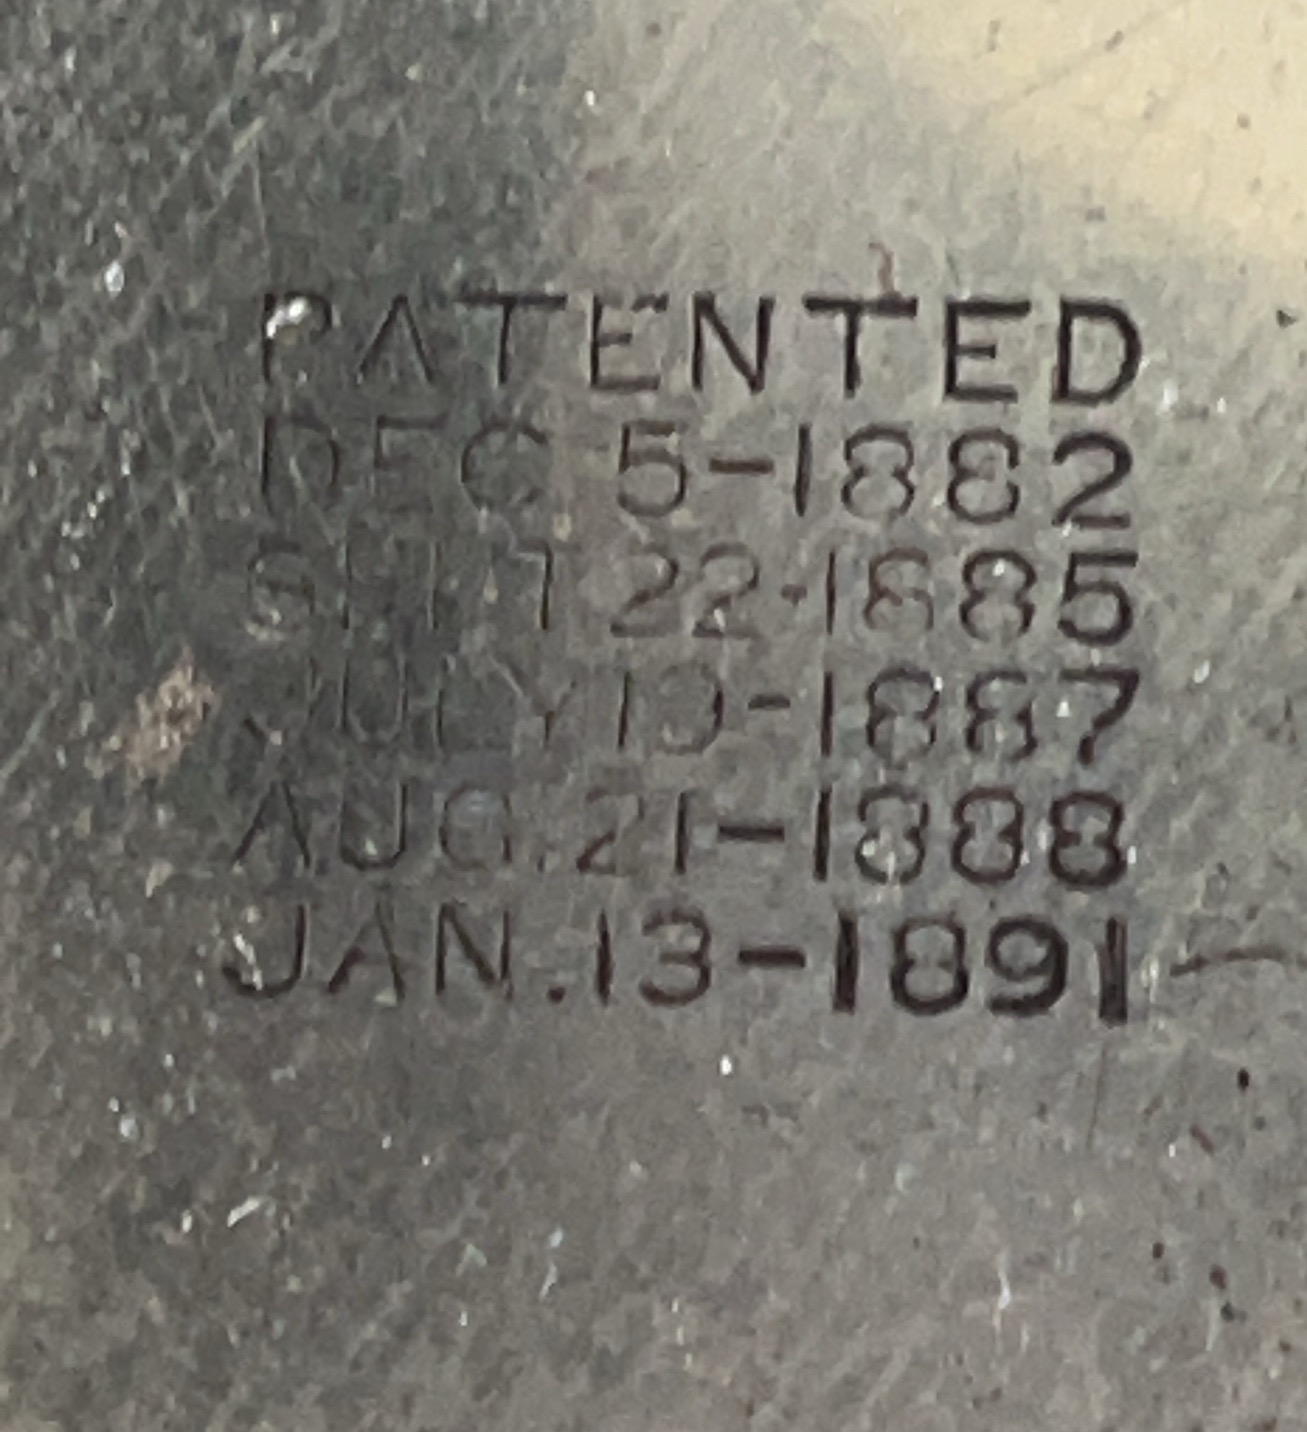 PATENTED
DEC 5-1882
SEPT 22-1885
JULY 19-1887
AUG.21-1888
JAN.13-1891